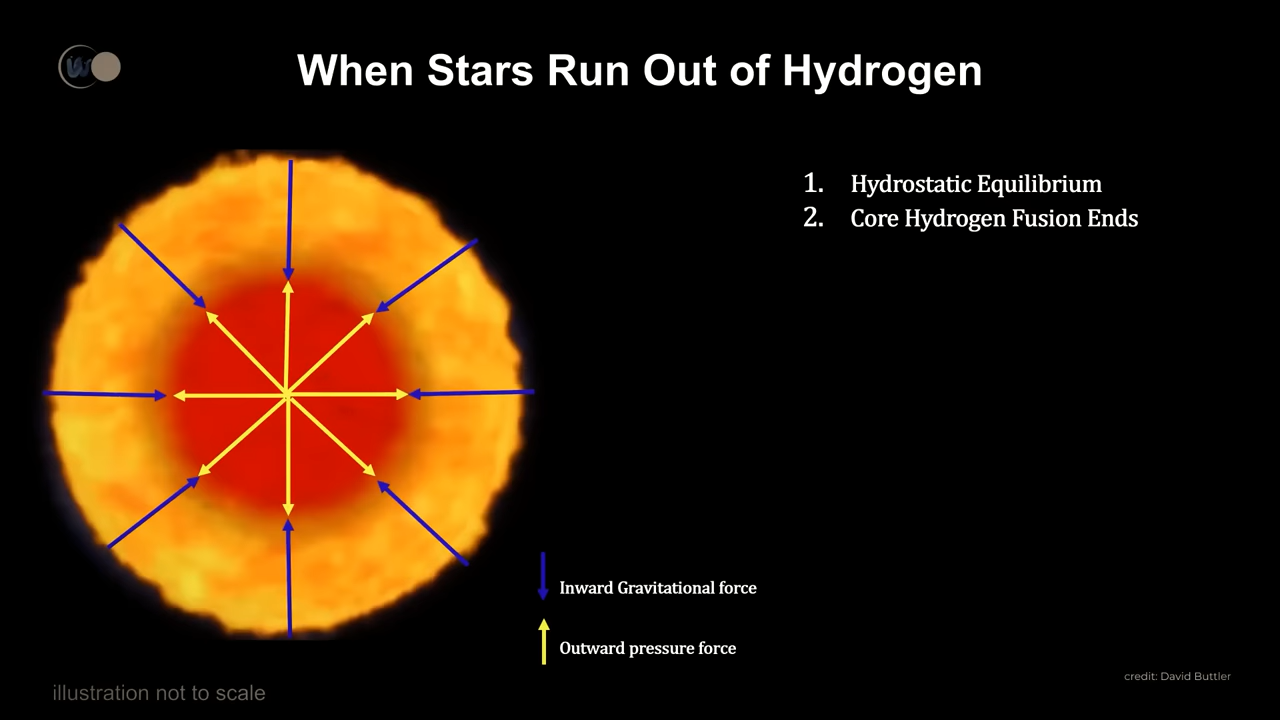 When Stars Run Out of Hydrogen
1. Hydrostatic Equilibrium
2. Core Hydrogen Fusion Ends
Inward Gravitational force
Outward pressure force
credit: David Buttler
illustration not to scale